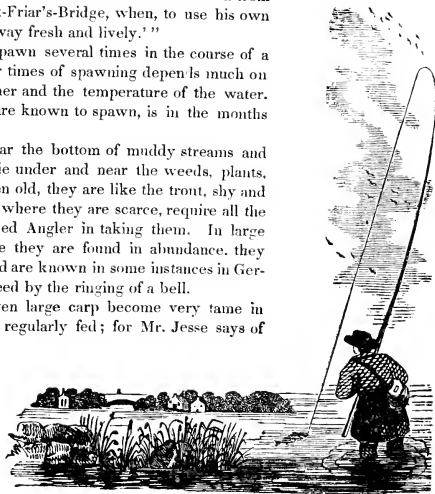 -Friar's-Bridge, when, to use his own
way fresh and lively.' "
pawn several times in the course of a
r times of spawning depends much on
her and the temperature of the water.
are known to spawn, is in the months
ar the bottom of muddy streams and
ie under and near the weeds, plants,
en old, they are like the trout, shy and
where they are scarce, require all the
ed Angler in taking them. In large
e they are found in abundance. they
d are known in some instances in Ger-
eed by the ringing of a bell.
ven large carp become very tame in
regularly fed; for Mr. Jesse says of